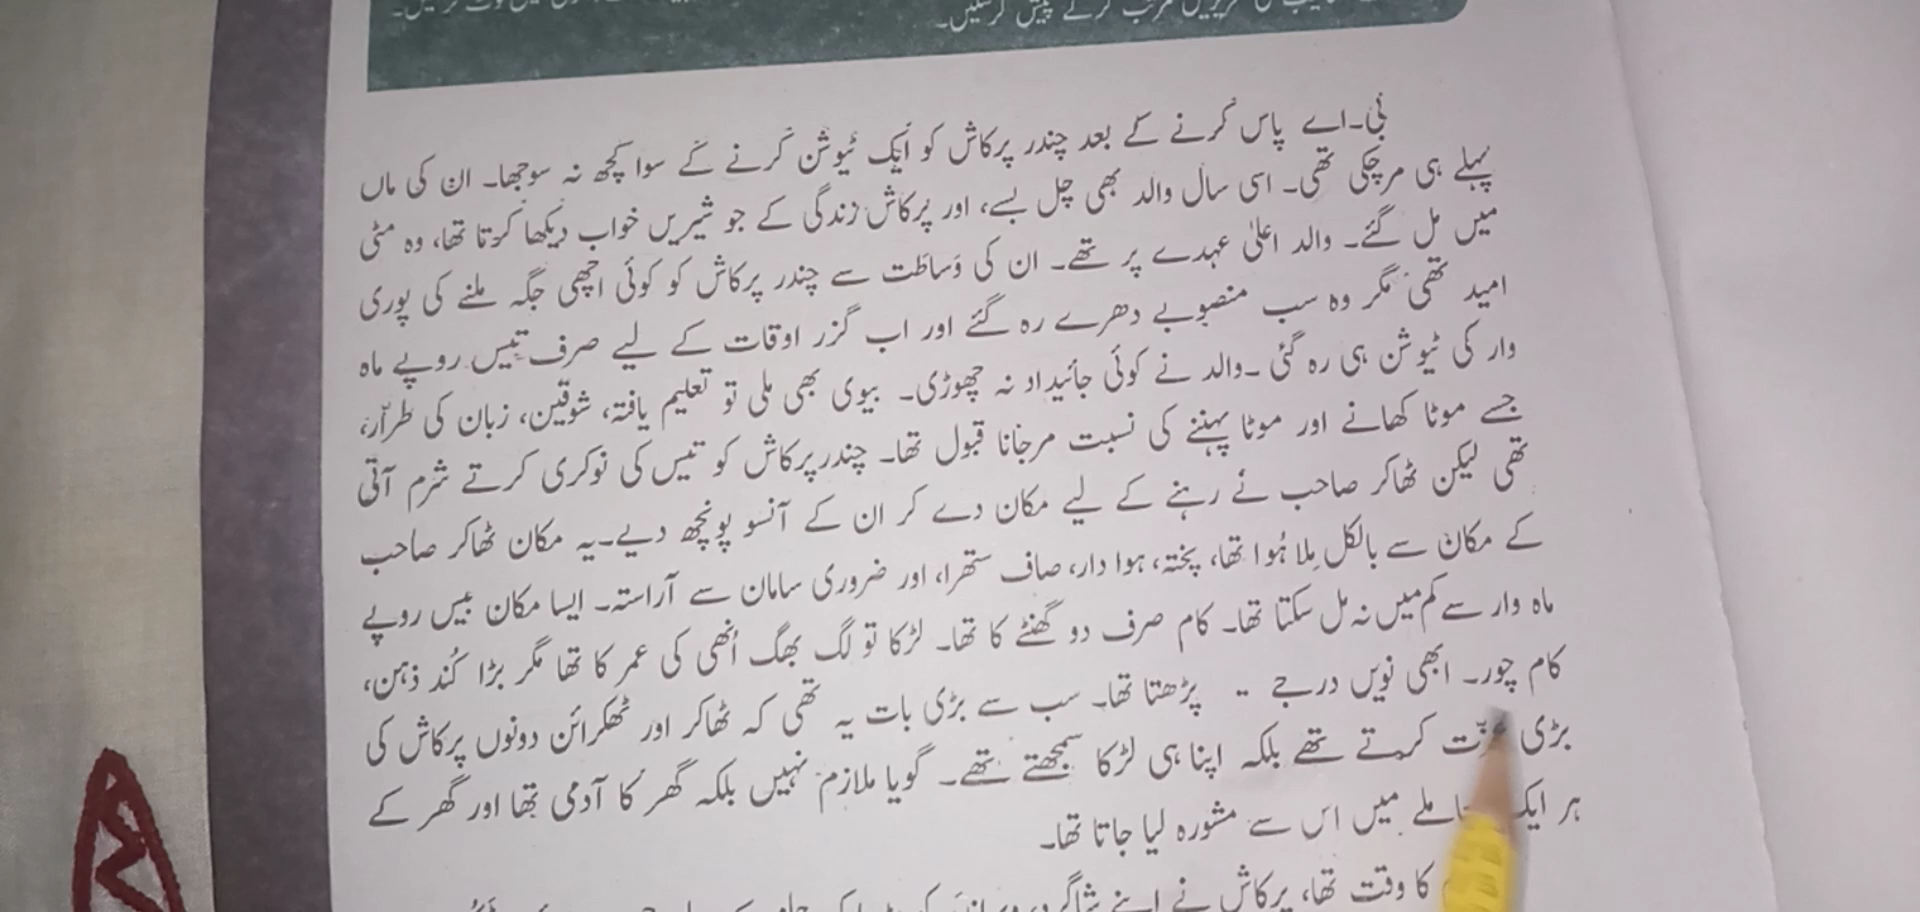 کرکے پیش کرسکیں۔
بی۔اے پاس کرنے کے بعد چندر پرکاش کو ایک ٹیوشن کرنے کے سوا کچھ نہ سوجھا۔ ان کی ماں
پہلے ہی مرچکی تھی۔ اسی سال والد بھی چل بسے، اور پرکاش زندگی کے جو شیریں خواب دیکھا کرتا تھا، وہ مٹی
میں مل گئے۔ والد اعلیٰ عہدے پر تھے۔ ان کی وَساطَت سے چندر پرکاش کو کوئی اچھی جگہ ملنے کی پوری
امید تھی مگر وہ سب منصوبے دھرے رہ گئے اور اب گزر اوقات کے لیے صرف تیس روپے ماہ
وار کی ٹیوشن ہی رہ گئی۔ والد نے کوئی جائیداد نہ چھوڑی۔ بیوی بھی ملی تو تعلیم یافتہ، شوقین، زبان کی طرّار،
جسے موٹا کھانے اور موٹا پہننے کی نسبت مرجانا قبول تھا۔ چندر پرکاش کو تیس کی نوکری کرتے شرم آتی
تھی لیکن ٹھاکر صاحب نے رہنے کے لیے مکان دے کر ان کے آنسو پونچھ دیے۔ یہ مکان ٹھاکر صاحب
کے مکان سے بالکل مِلا ہُوا تھا، پختہ، ہوا دار، صاف ستھرا، اور ضروری سامان سے آراستہ۔ ایسا مکان بیس روپے
ماہ وار سے کم میں نہ مل سکتا تھا۔ کام صرف دو گھنٹے کا تھا۔ لڑکا تو لگ بھگ اُنھی کی عمر کا تھا مگر بڑا کُند ذہن،
کام چور۔ ابھی نویں درجے پڑھتا تھا۔ سب سے بڑی بات یہ تھی کہ ٹھاکر اور ٹھکرائن دونوں پرکاش کی
بڑی عزّت کرتے تھے بلکہ اپنا ہی لڑکا سمجھتے تھے۔ گویا ملازم نہیں بلکہ گھر کا آدمی تھا اور گھر کے
ہر ایک میں اس سے مشورہ لیا جاتا تھا۔
کا وقت تھا، پرکاش نے اپنے شاگرد